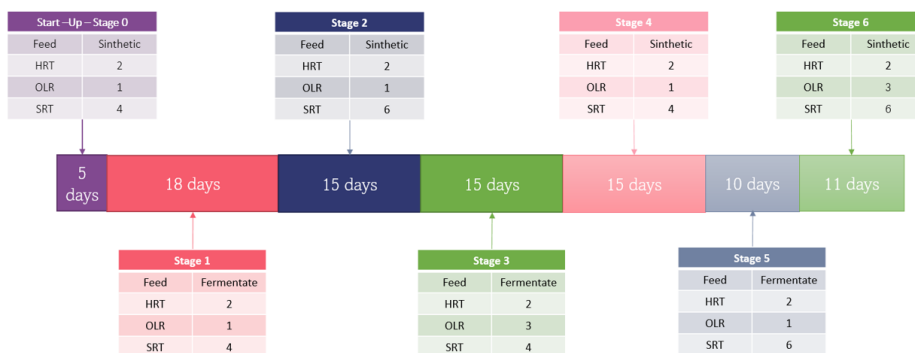 Start –Up – Stage 0
Feed Sinthetic
HRT 2
OLR 1
SRT 4
Stage 2
Feed Sinthetic
HRT 2
OLR 1
SRT 6
Stage 4
Feed Sinthetic
HRT 2
OLR 1
SRT 4
Stage 6
Feed Sinthetic
HRT 2
OLR 3
SRT 6
5
days
18 days
15 days
15 days
15 days
10 days
11 days
Stage 1
Feed Fermentate
HRT 2
OLR 1
SRT 4
Stage 3
Feed Fermentate
HRT 2
OLR 3
SRT 4
Stage 5
Feed Fermentate
HRT 2
OLR 1
SRT 6